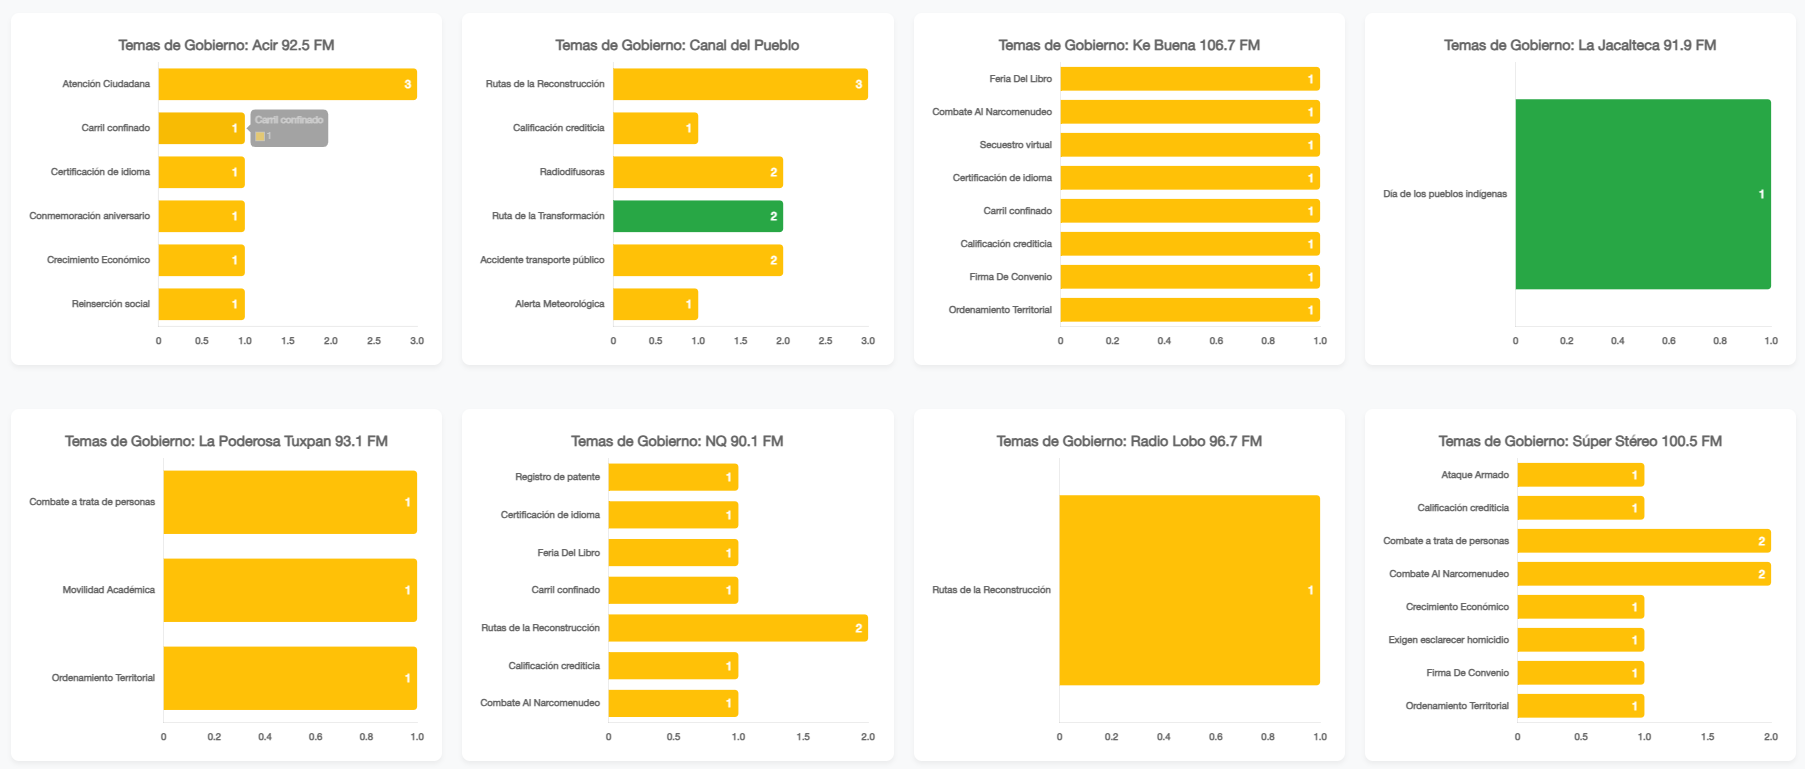 Temas de Gobierno: Acir 92.5 FM
Atención Ciudadana 3
Carril confinado 1
Carril confinado
1
Certificación de idioma 1
Conmemoración aniversario 1
Crecimiento Económico 1
Reinserción social 1
0 0.5 1.0 1.5 2.0 2.5 3.0
Temas de Gobierno: Canal del Pueblo
Rutas de la Reconstrucción 3
Calificación crediticia 1
Radiodifusoras 2
Ruta de la Transformación 2
Accidente transporte público 2
Alerta Meteorológica 1
0 0.5 1.0 1.5 2.0 2.5 3.0
Temas de Gobierno: Ke Buena 106.7 FM
Feria Del Libro 1
Combate Al Narcomenudeo 1
Secuestro virtual 1
Certificación de idioma 1
Carril confinado 1
Calificación crediticia 1
Firma De Convenio 1
Ordenamiento Territorial 1
0 0.2 0.4 0.6 0.8 1.0
Temas de Gobierno: La Jacalteca 91.9 FM
Día de los pueblos indígenas 1
0 0.2 0.4 0.6 0.8 1.0
Temas de Gobierno: La Poderosa Tuxpan 93.1 FM
Combate a trata de personas 1
Movilidad Académica 1
Ordenamiento Territorial 1
0 0.2 0.4 0.6 0.8 1.0
Temas de Gobierno: NQ 90.1 FM
Registro de patente 1
Certificación de idioma 1
Feria Del Libro 1
Carril confinado 1
Rutas de la Reconstrucción 2
Calificación crediticia 1
Combate Al Narcomenudeo 1
0 0.5 1.0 1.5 2.0
Temas de Gobierno: Radio Lobo 96.7 FM
Rutas de la Reconstrucción 1
0 0.2 0.4 0.6 0.8 1.0
Temas de Gobierno: Súper Stéreo 100.5 FM
Ataque Armado 1
Calificación crediticia 1
Combate a trata de personas 2
Combate Al Narcomenudeo 2
Crecimiento Económico 1
Exigen esclarecer homicidio 1
Firma De Convenio 1
Ordenamiento Territorial 1
0 0.5 1.0 1.5 2.0